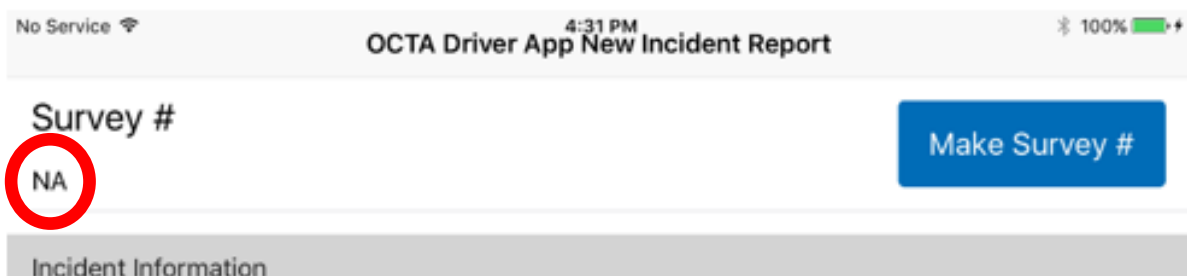 No Service 4:31 PM 100%
OCTA Driver App New Incident Report
Survey #
Make Survey #
NA
Incident Information